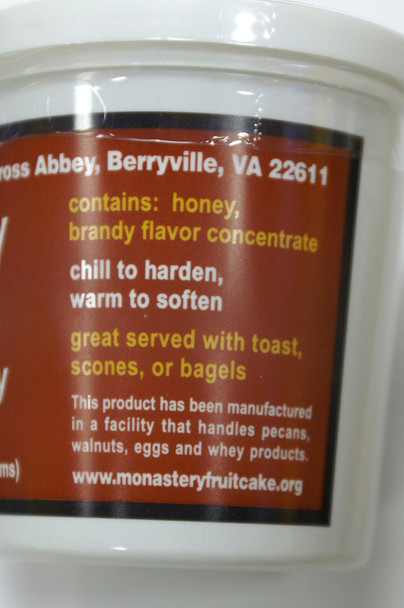 ross Abbey, Berryville, VA 22611
contains: honey,
brandy flavor concentrate
chill to harden,
warm to soften
great served with toast,
scones, or bagels
This product has been manufactured
in a facility that handles pecans,
walnuts, eggs and whey products.
ms)
www.monasteryfruitcake.org